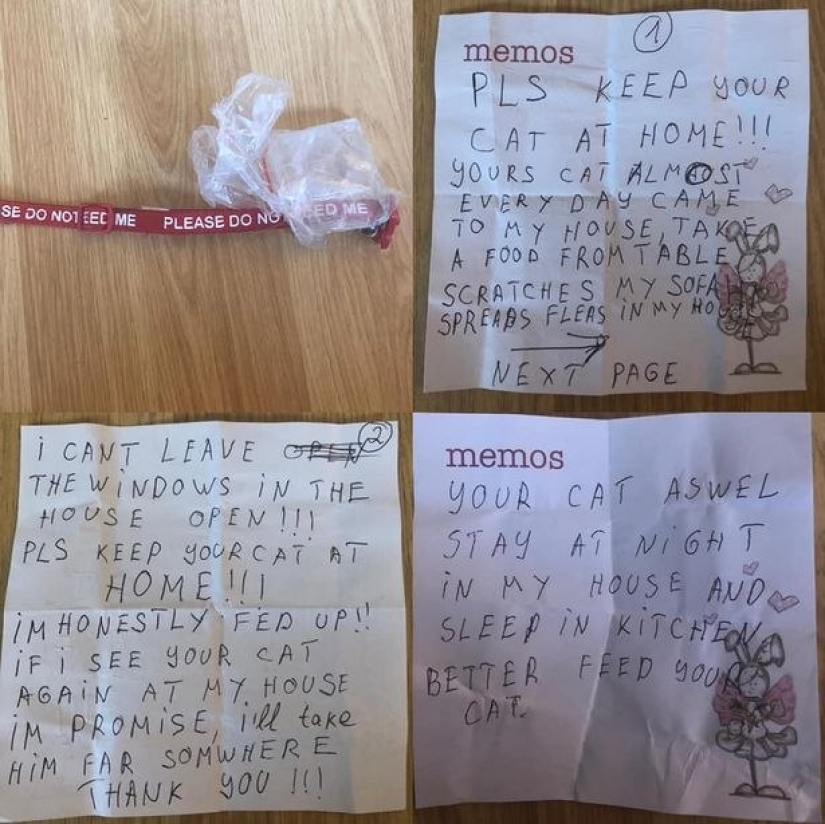 SE DO NOT EED ME PLEASE DO NO EED ME
1
memos
PLS KEEP YOUR
CAT AT HOME!!!
YOURS CAT ALMOST
EVERY DAY CAME
TO MY HOUSE, TAKE
A FOOD FROM TABLE
SCRATCHES MY SOFA
SPREADS FLEAS IN MY HOUSE
NEXT PAGE
2
i CANT LEAVE
THE WiNDOWS iN THE
HOUSE OPEN!!!
PLS KEEP YOUR CAT AT
HOME!!!
iM HONESTLY FED UP!!
iF i SEE YOUR CAT
AGAiN AT MY HOUSE
iM PROMISE, i'll take
HiM FAR SOMWHERE
THANK YOU !!!
memos
YOUR CAT ASWEL
STAY AT NiGHT
iN MY HOUSE AND
SLEEP iN KiTCHEN
BETTER FEED YOUR
CAT.